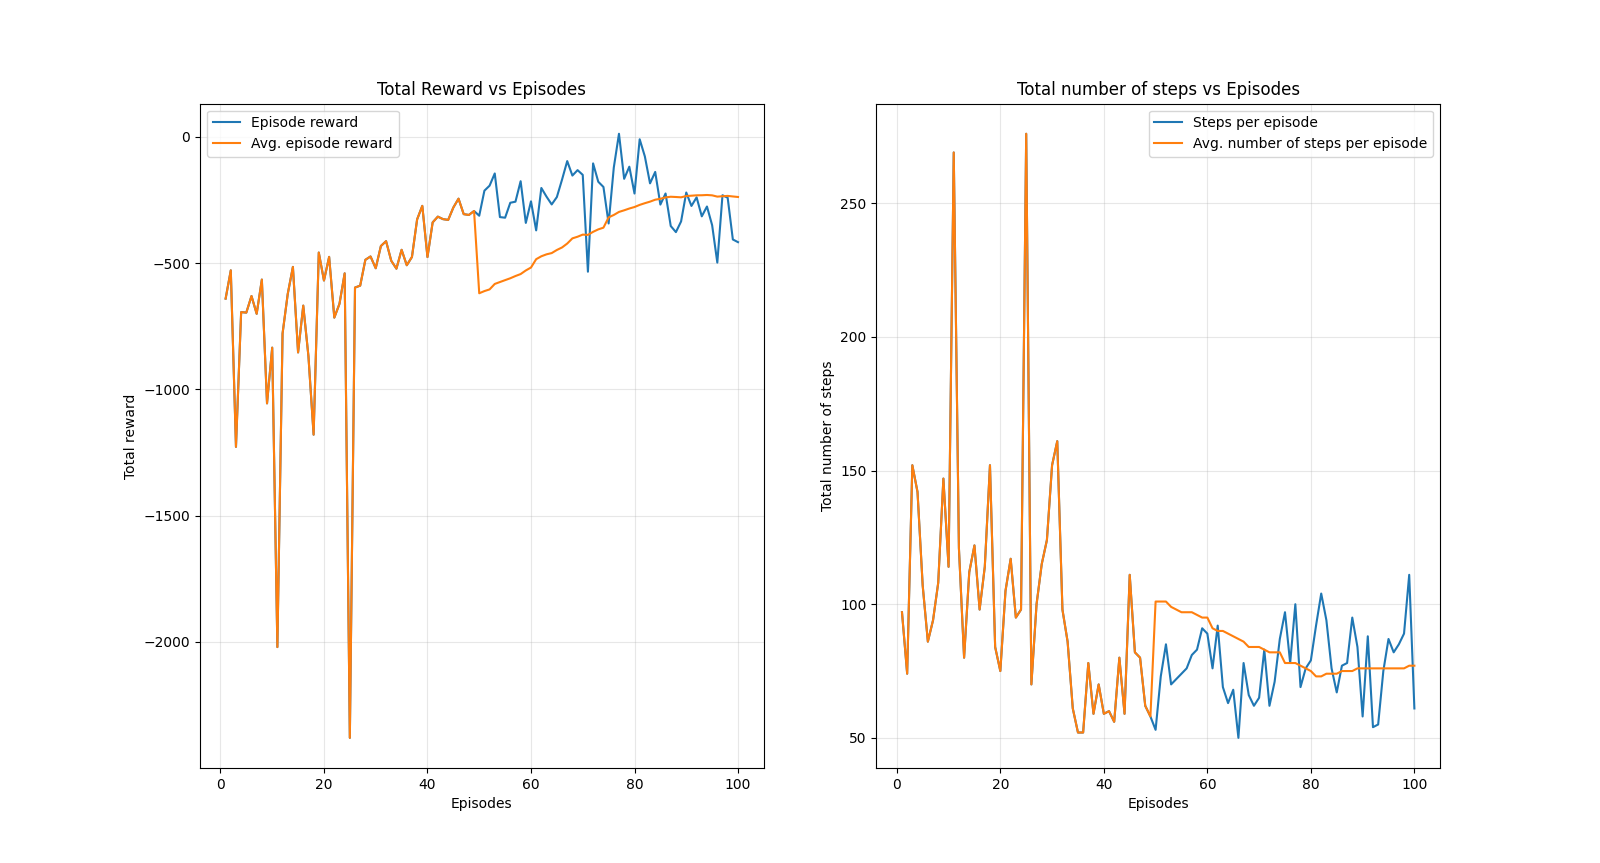 Total Reward vs Episodes
Episode reward
Avg. episode reward
0
−500
−1000
−1500
−2000
Total reward
0
20
40
60
80
100
Episodes
Total number of steps vs Episodes
Steps per episode
Avg. number of steps per episode
250
200
150
100
50
Total number of steps
0
20
40
60
80
100
Episodes